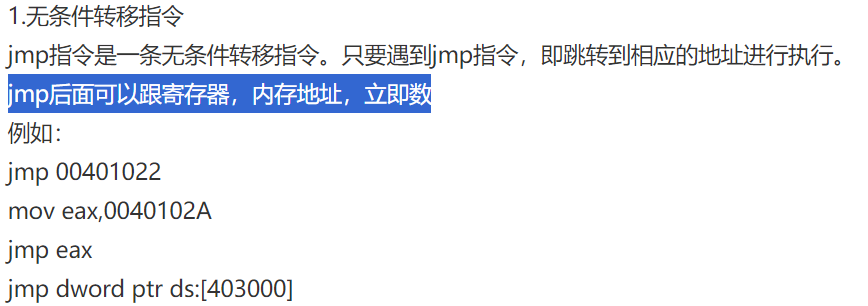 1.无条件转移指令
jmp指令是一条无条件转移指令。只要遇到jmp指令，即跳转到相应的地址进行执行。
jmp后面可以跟寄存器，内存地址，立即数
例如：
jmp 00401022
mov eax,0040102A
jmp eax
jmp dword ptr ds:[403000]